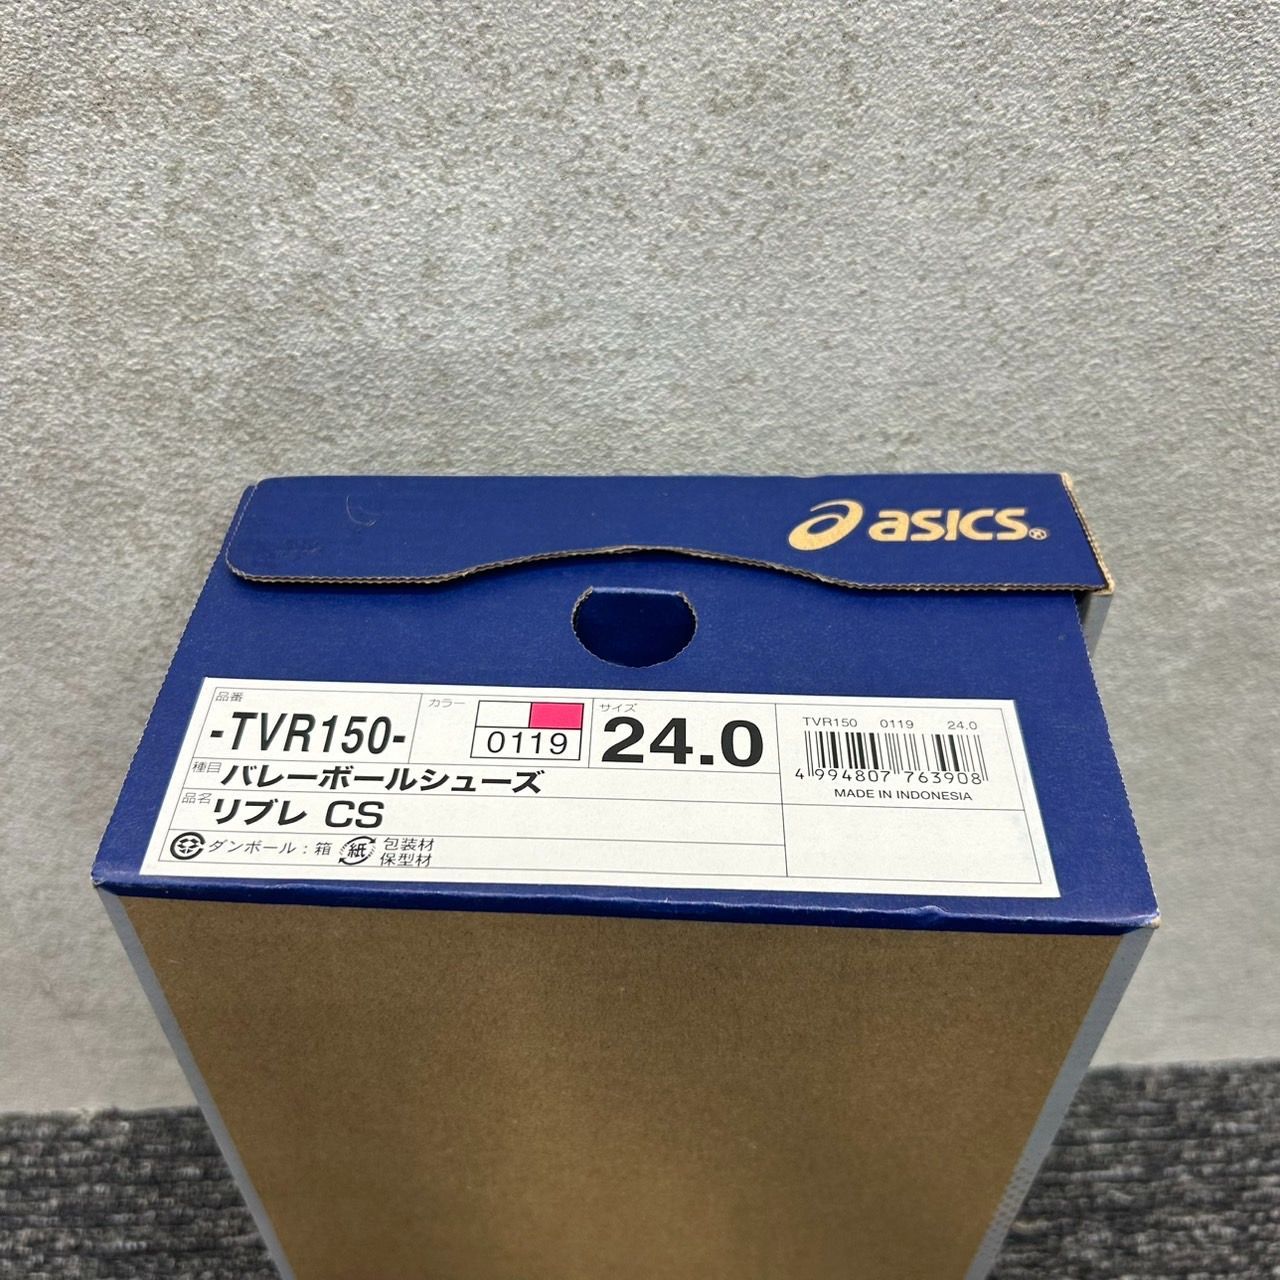 asics®
品番
-TVR150-
カラー
0119
サイズ
24.0
TVR150 0119 24.0
4 994807 763908
MADE IN INDONESIA
種目 バレーボールシューズ
品名 リブレ CS
ダンボール：箱 紙 包装材
保型材